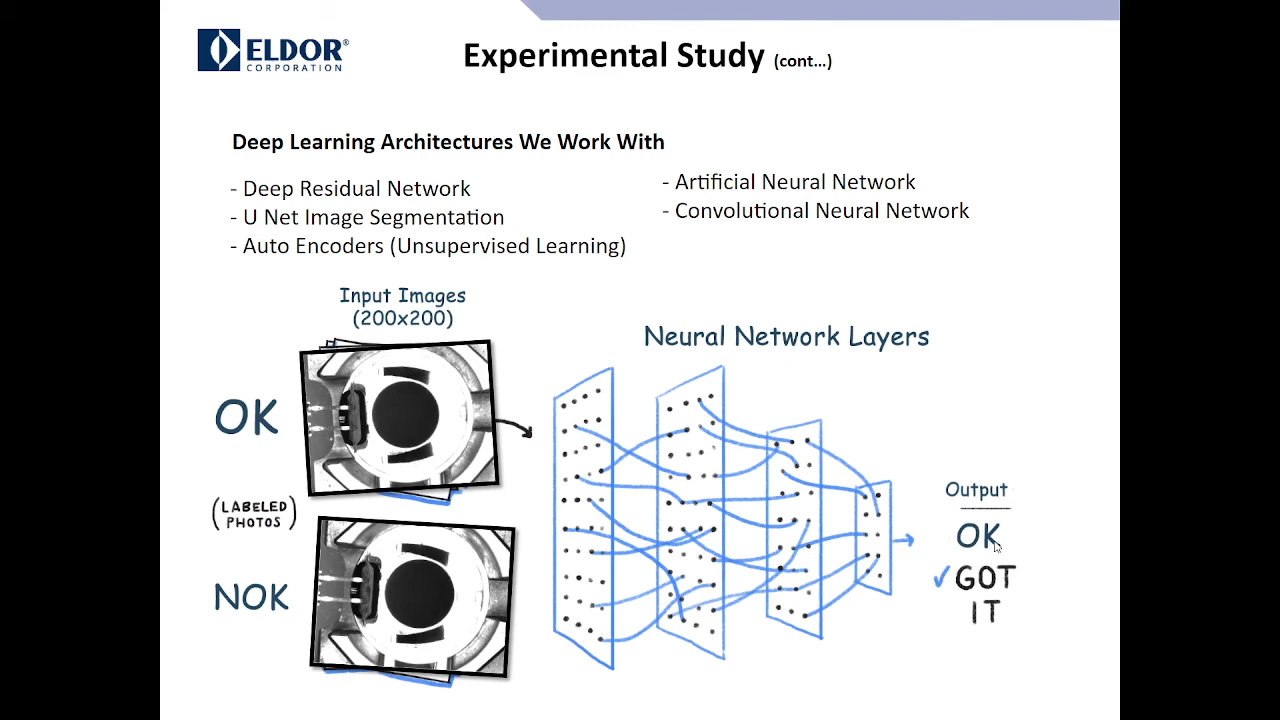 ELDOR®
CORPORATION
Experimental Study (cont...)
Deep Learning Architectures We Work With
- Deep Residual Network
- U Net Image Segmentation
- Auto Encoders (Unsupervised Learning)
- Artificial Neural Network
- Convolutional Neural Network
Input Images
(200x200)
Neural Network Layers
OK
(LABELED
PHOTOS)
NOK
Output
OK
✓GOT
IT